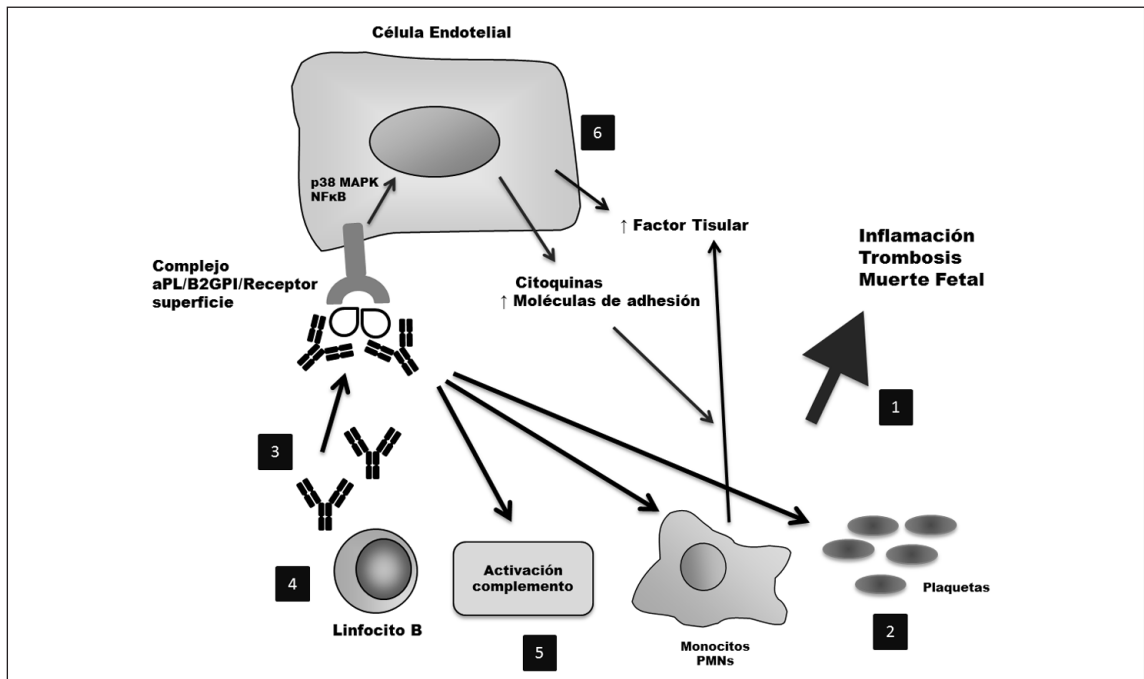 Célula Endotelial
6
p38 MAPK
NFκB
↑ Factor Tisular
Inflamación
Trombosis
Muerte Fetal
Complejo
aPL/B2GPI/Receptor
superficie
Citoquinas
↑ Moléculas de adhesión
1
3
4
Linfocito B
Activación
complemento
5
Monocitos
PMNs
Plaquetas
2